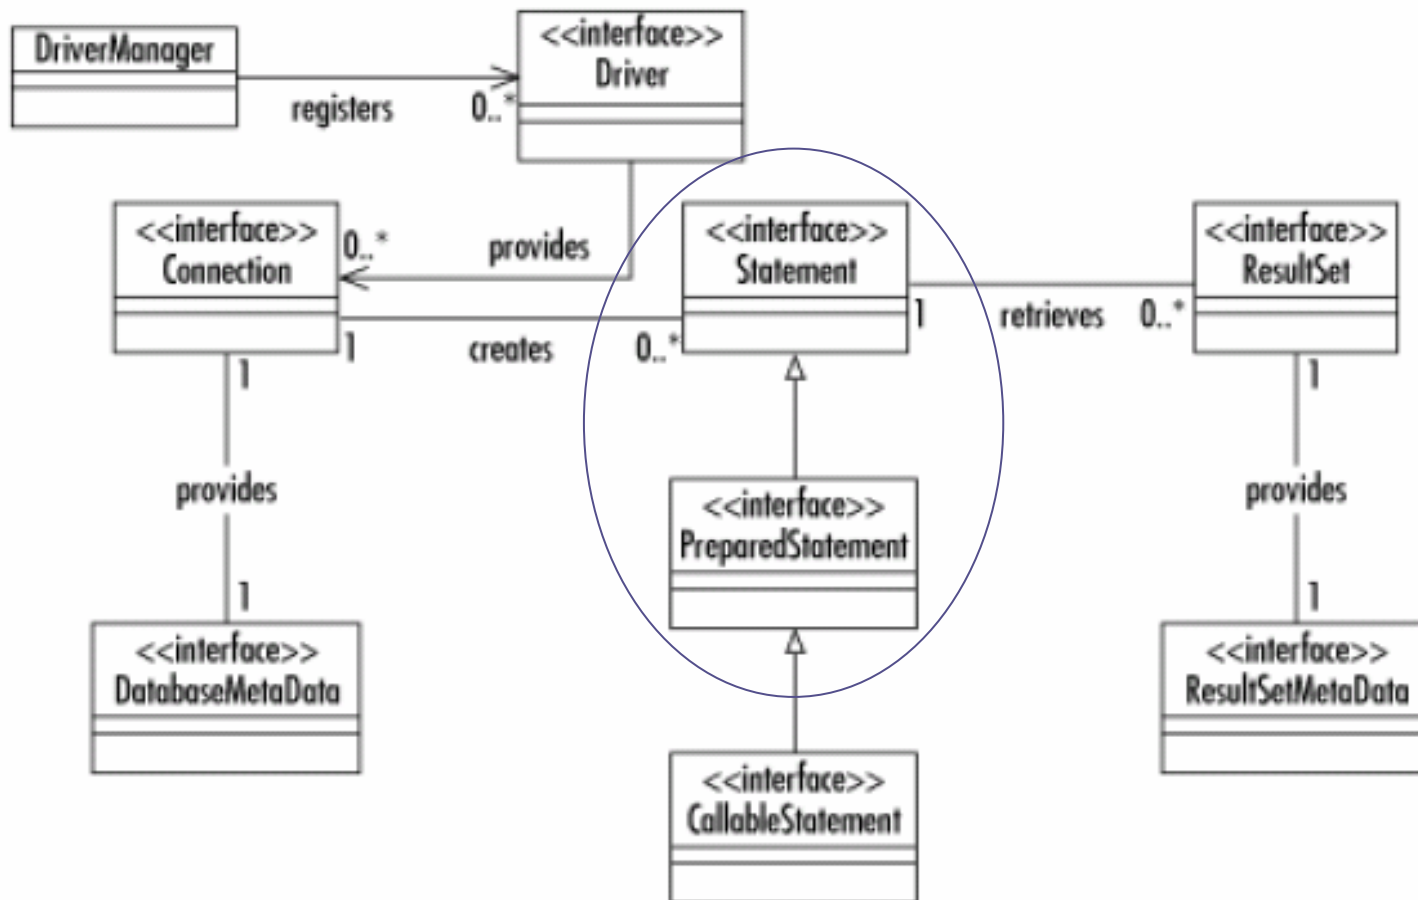 DriverManager
<<interface>>
Driver
registers
0..*
<<interface>>
Connection
0..*
provides
<<interface>>
Statement
<<interface>>
ResultSet
1
creates
0..*
1
retrieves
0..*
1
provides
1
<<interface>>
DatabaseMetaData
<<interface>>
PreparedStatement
1
provides
1
<<interface>>
ResultSetMetaData
<<interface>>
CallableStatement